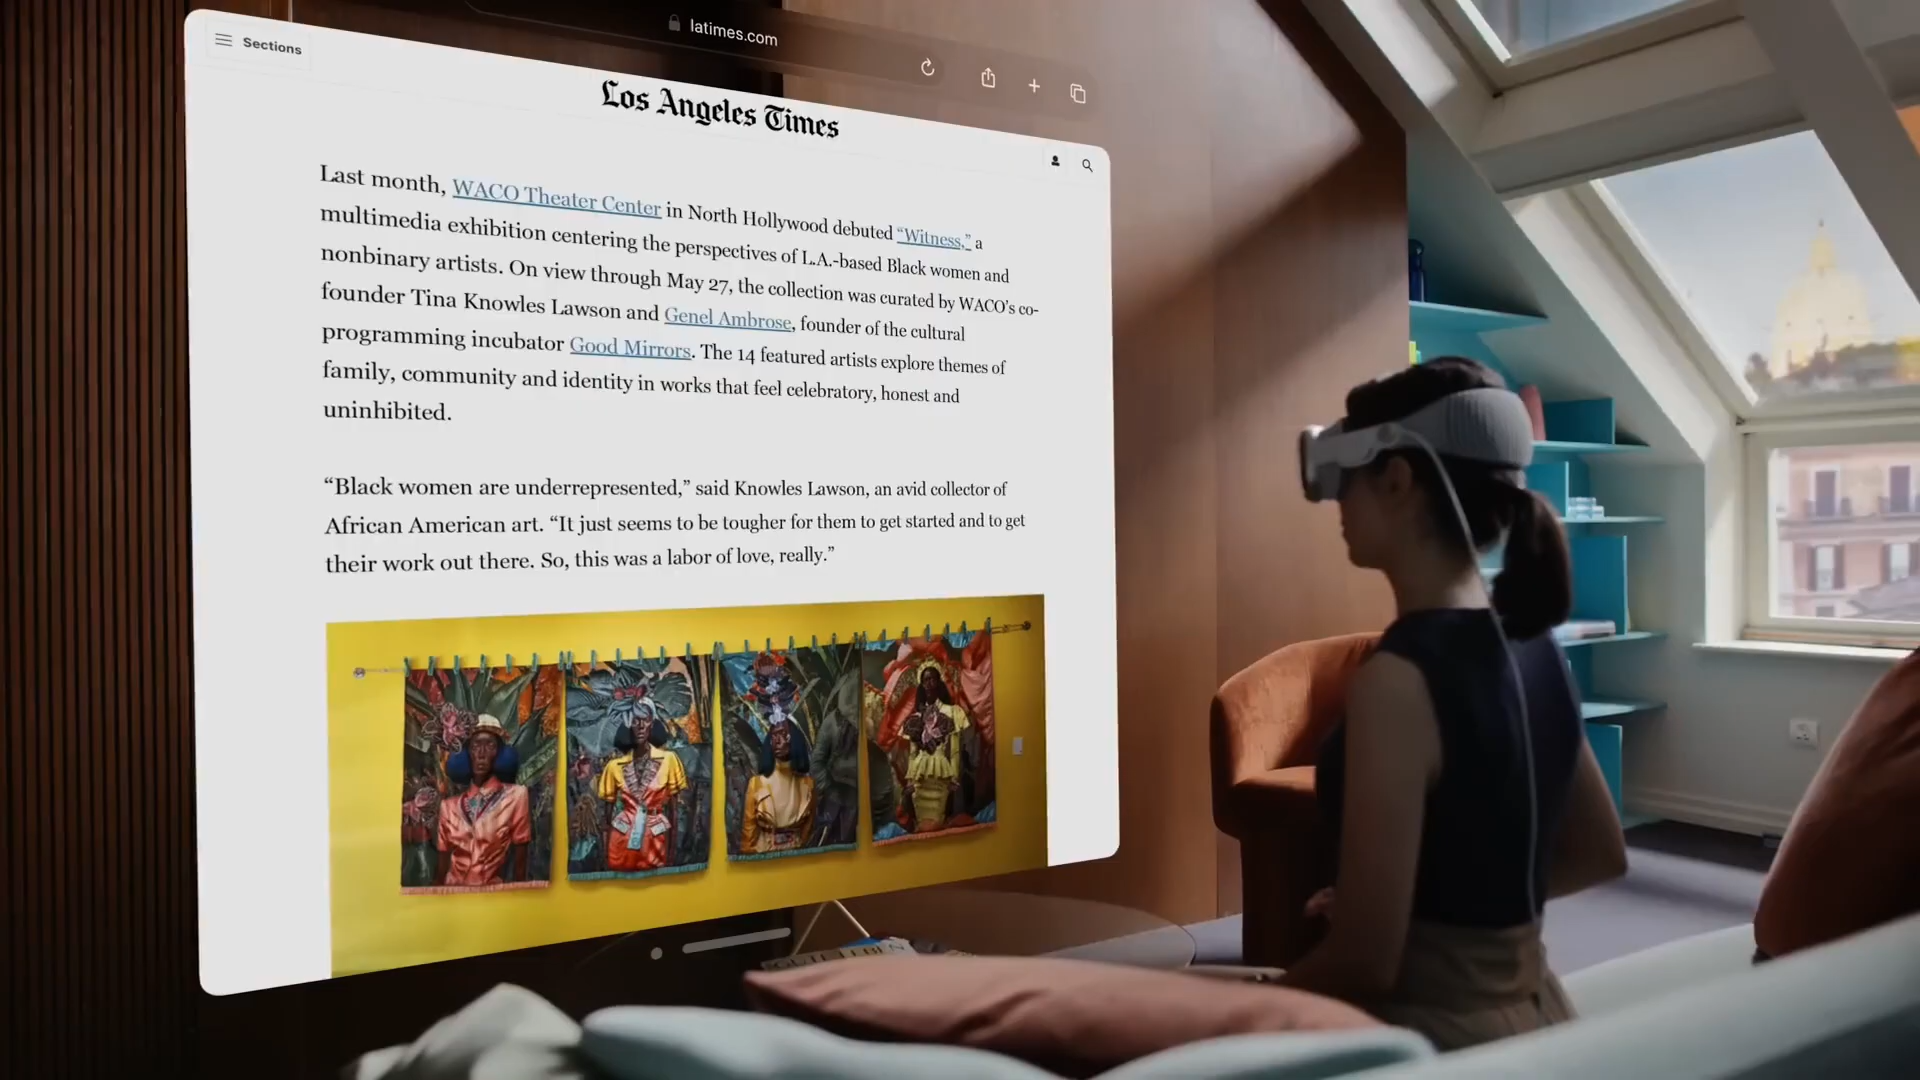 latimes.com
Sections
Los Angeles Times
Last month, WACO Theater Center in North Hollywood debuted “Witness,” a
multimedia exhibition centering the perspectives of L.A.-based Black women and
nonbinary artists. On view through May 27, the collection was curated by WACO’s co-
founder Tina Knowles Lawson and Genel Ambrose, founder of the cultural
programming incubator Good Mirrors. The 14 featured artists explore themes of
family, community and identity in works that feel celebratory, honest and
uninhibited.
“Black women are underrepresented,” said Knowles Lawson, an avid collector of
African American art. “It just seems to be tougher for them to get started and to get
their work out there. So, this was a labor of love, really.”